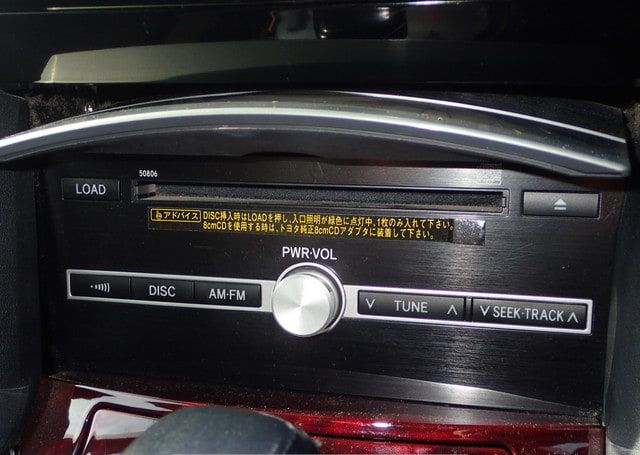 50806
LOAD
アドバイス DISC挿入時はLOADを押し、入口照明が緑色に点灯中、1枚のみ入れて下さい。
8cmCDを使用する時は、トヨタ純正8cmCDアダプタに装着して下さい。
PWR·VOL
DISC
AM·FM
∨ TUNE ∧
∨ SEEK·TRACK ∧